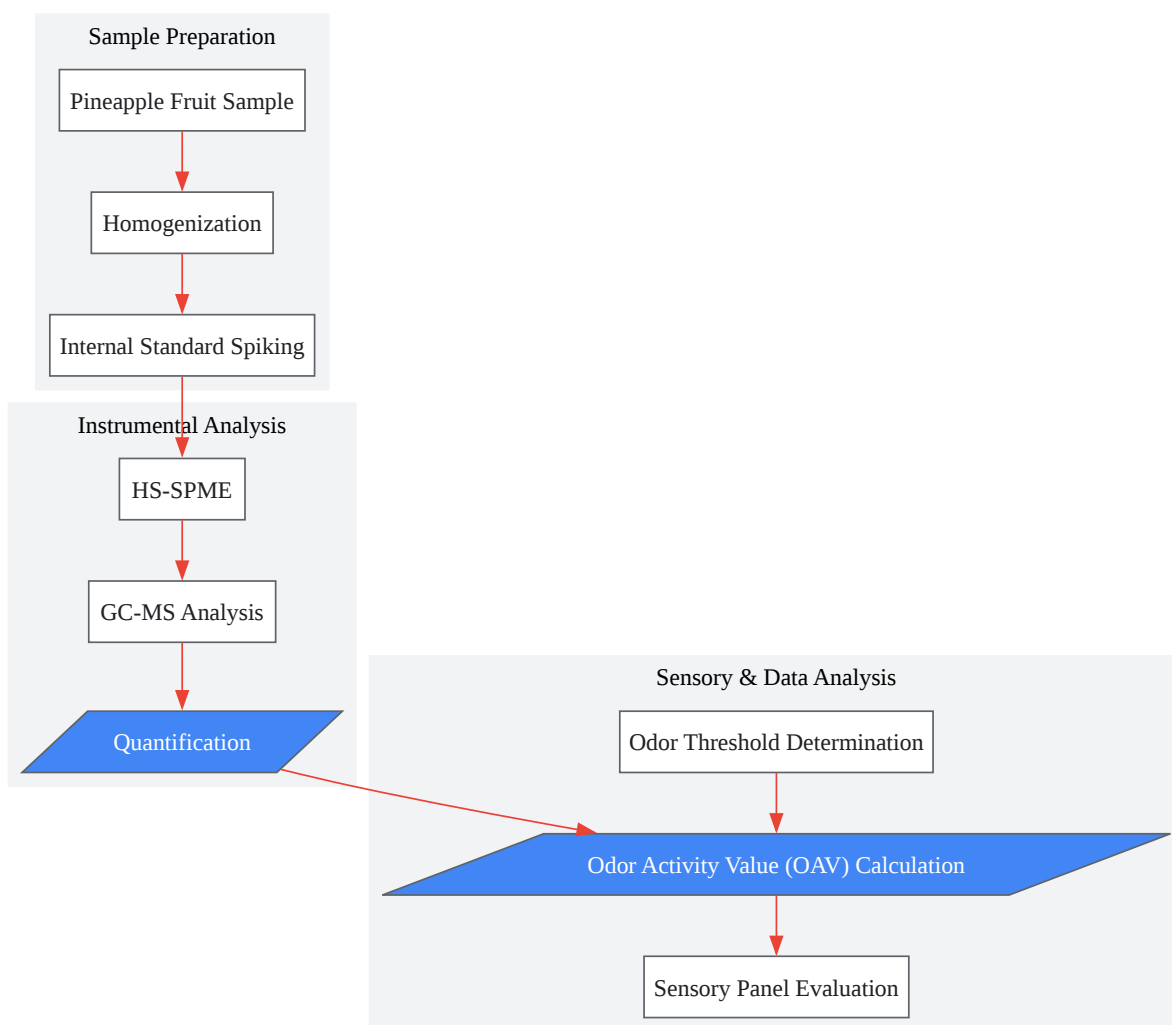 Sample Preparation
Pineapple Fruit Sample
Homogenization
Internal Standard Spiking
Instrumental Analysis
HS-SPME
GC-MS Analysis
Quantification
Sensory & Data Analysis
Odor Threshold Determination
Odor Activity Value (OAV) Calculation
Sensory Panel Evaluation